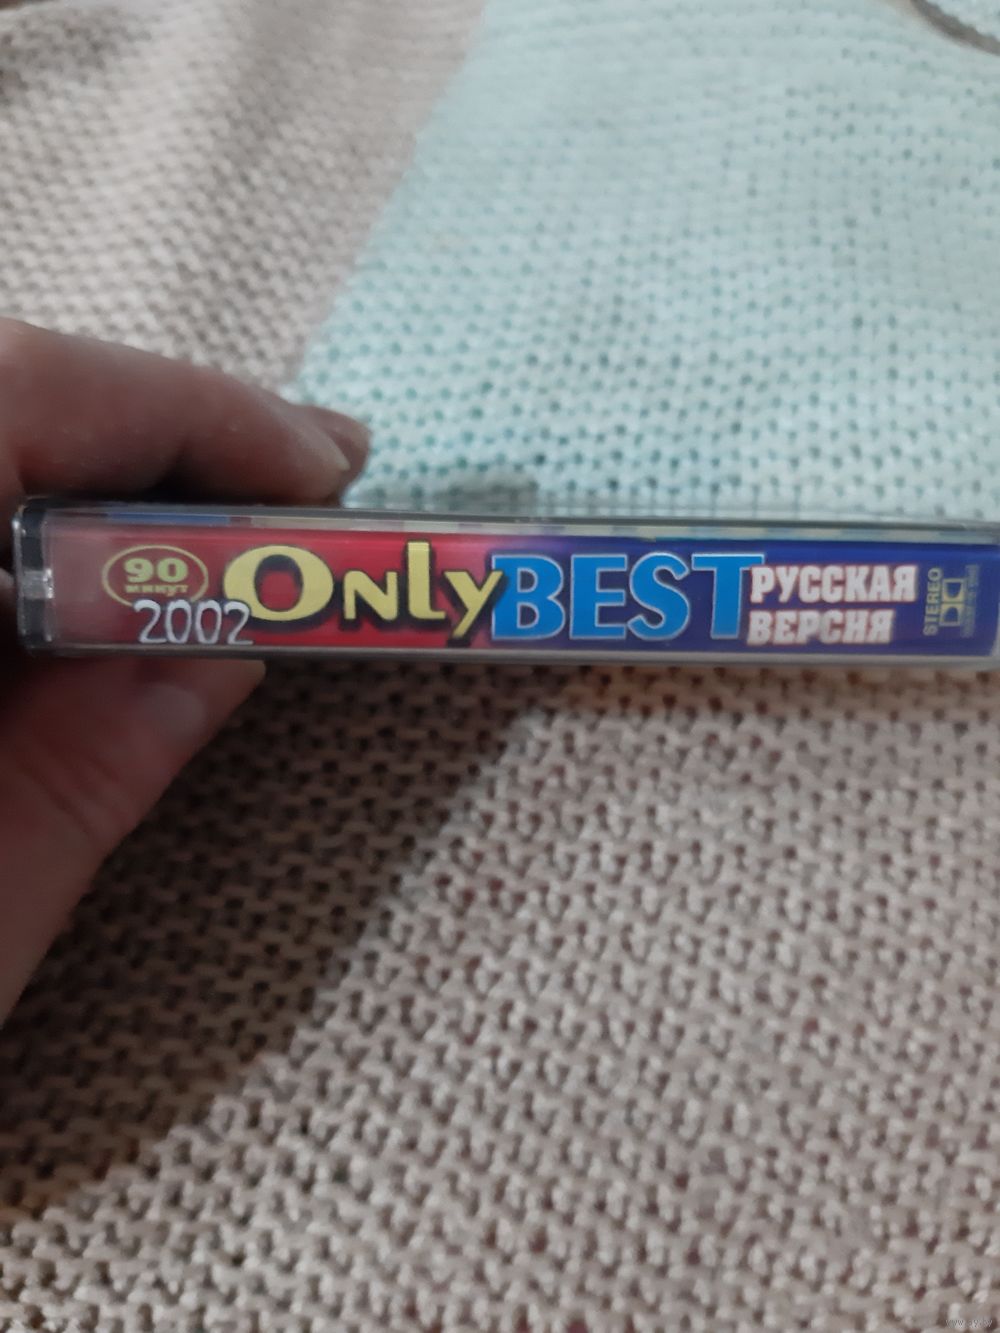 90
минут
2002
Only BEST
РУССКАЯ
ВЕРСИЯ
STEREO